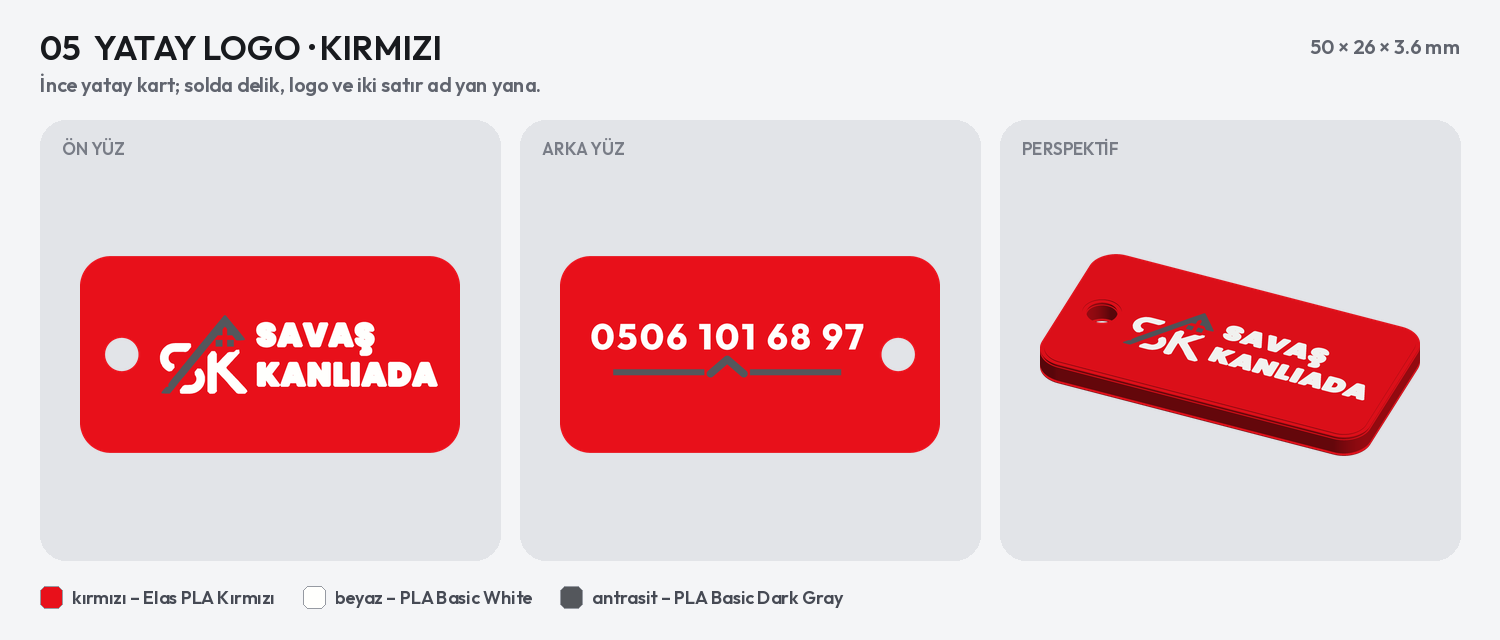 05 YATAY LOGO · KIRMIZI
50 × 26 × 3.6 mm
İnce yatay kart; solda delik, logo ve iki satır ad yan yana.
ÖN YÜZ
SK
SAVAŞ
KANLIADA
ARKA YÜZ
0506 101 68 97
PERSPEKTİF
SK
SAVAŞ
KANLIADA
kırmızı – Elas PLA Kırmızı
beyaz – PLA Basic White
antrasit – PLA Basic Dark Gray